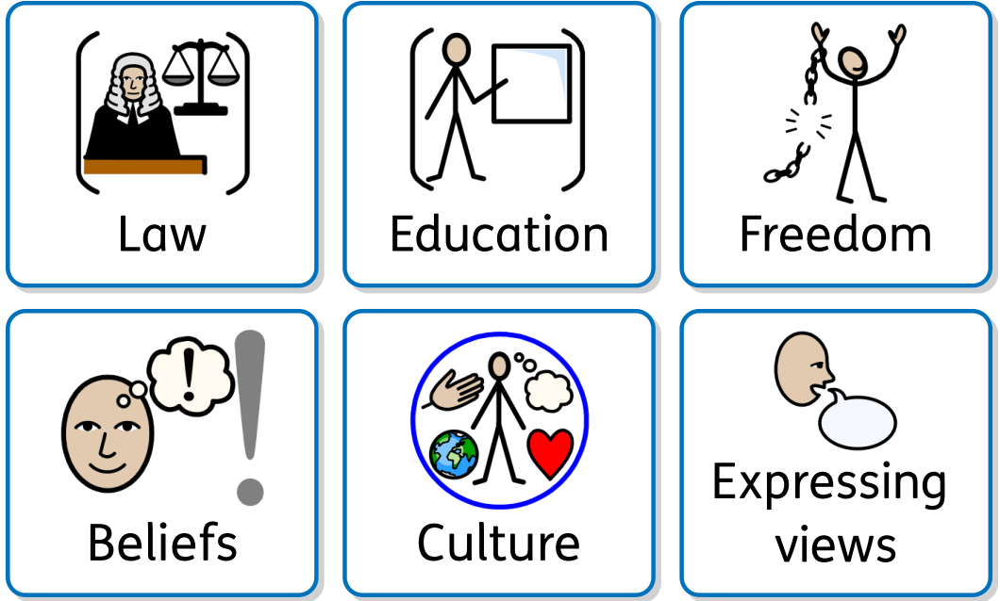 Law
Education
Freedom
Beliefs
Culture
Expressing
views